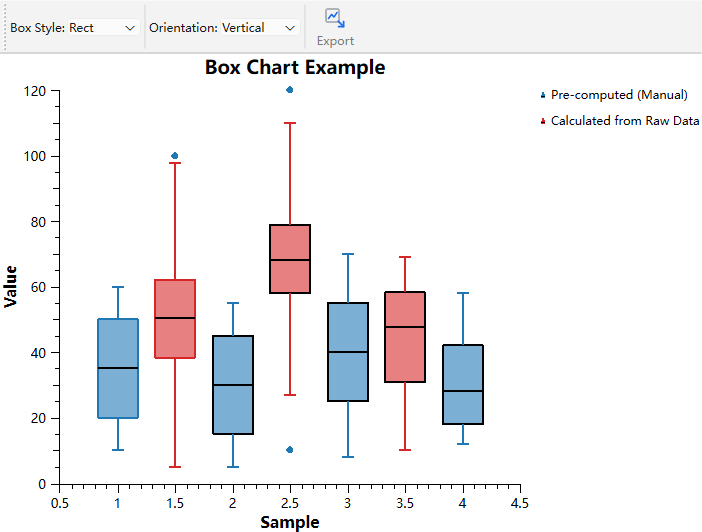 Box Style: Rect
Orientation: Vertical
Export
Box Chart Example
Pre-computed (Manual)
Calculated from Raw Data
Value
120
100
80
60
40
20
0
0.5 1 1.5 2 2.5 3 3.5 4 4.5
Sample